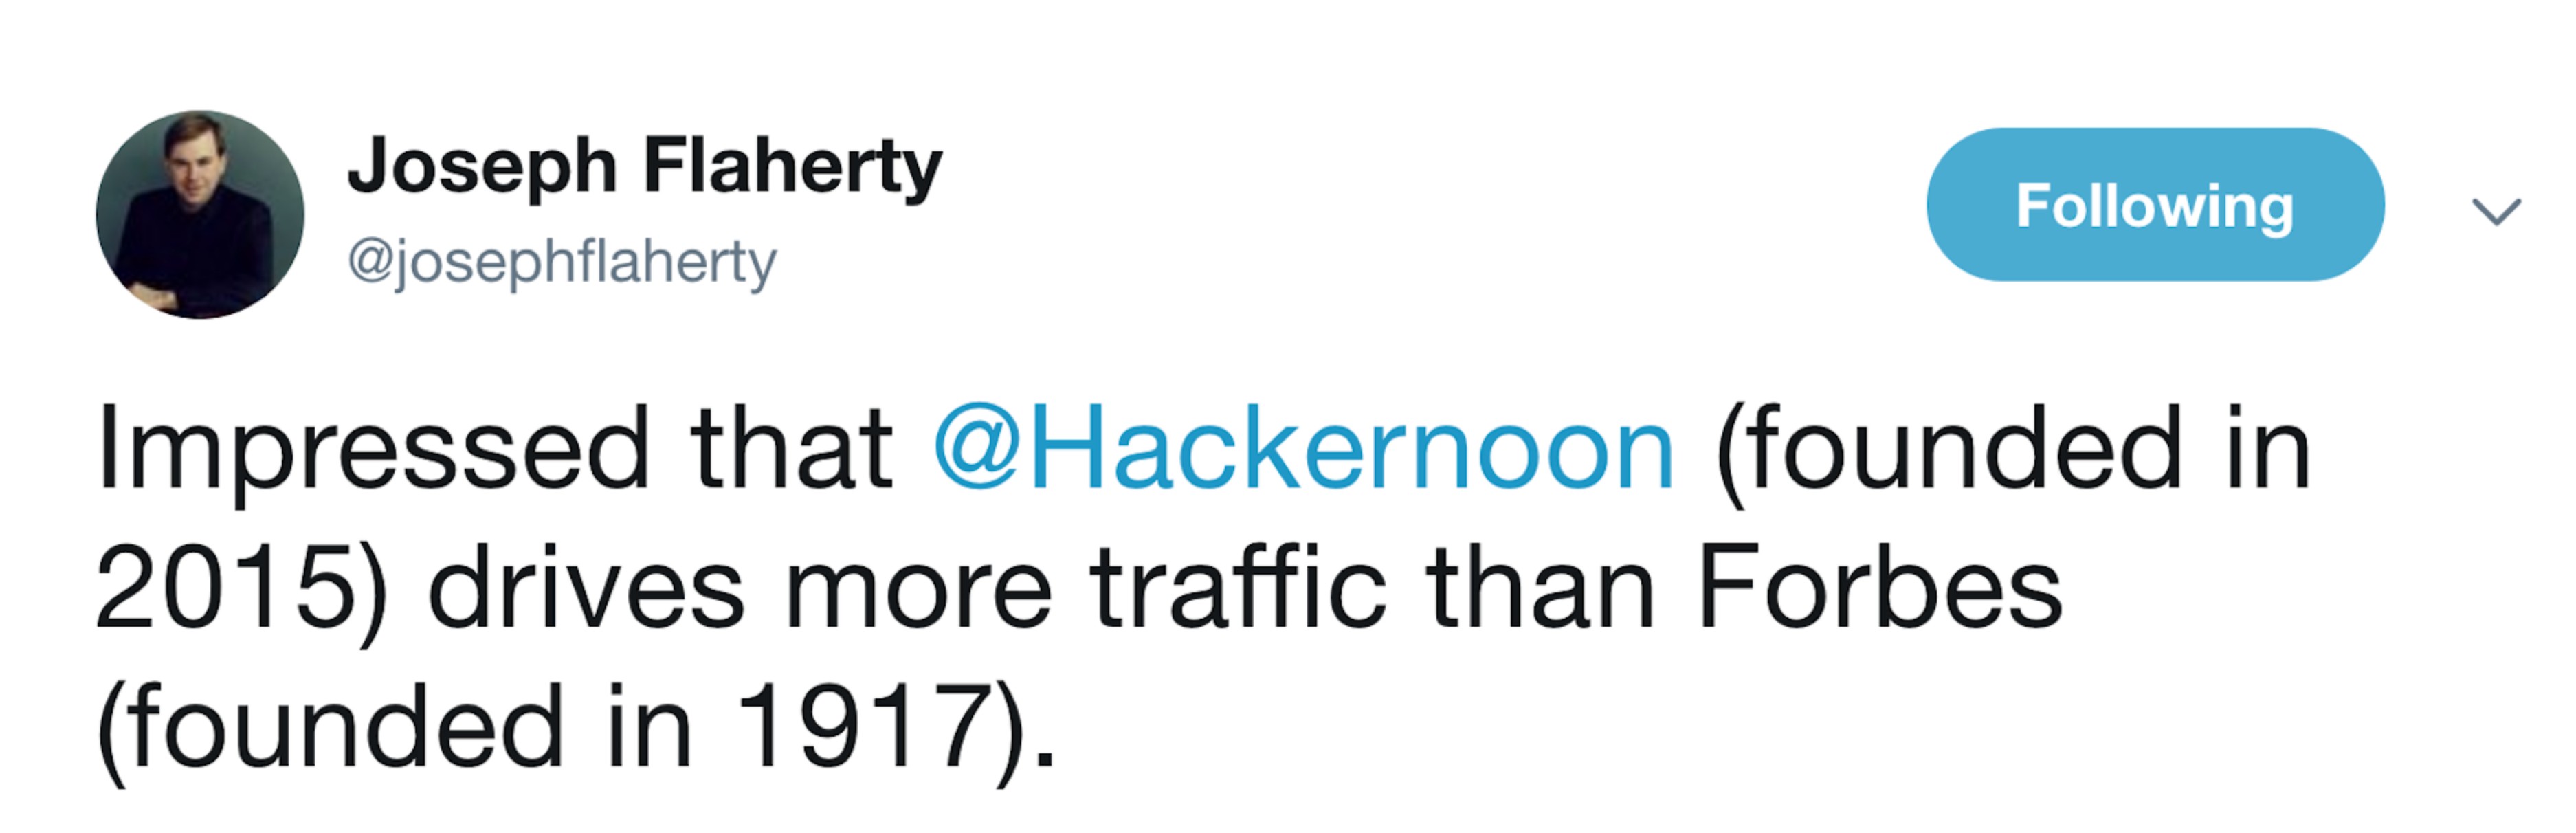 Joseph Flaherty
@josephflaherty
Following
Impressed that @Hackernoon (founded in
2015) drives more traffic than Forbes
(founded in 1917).